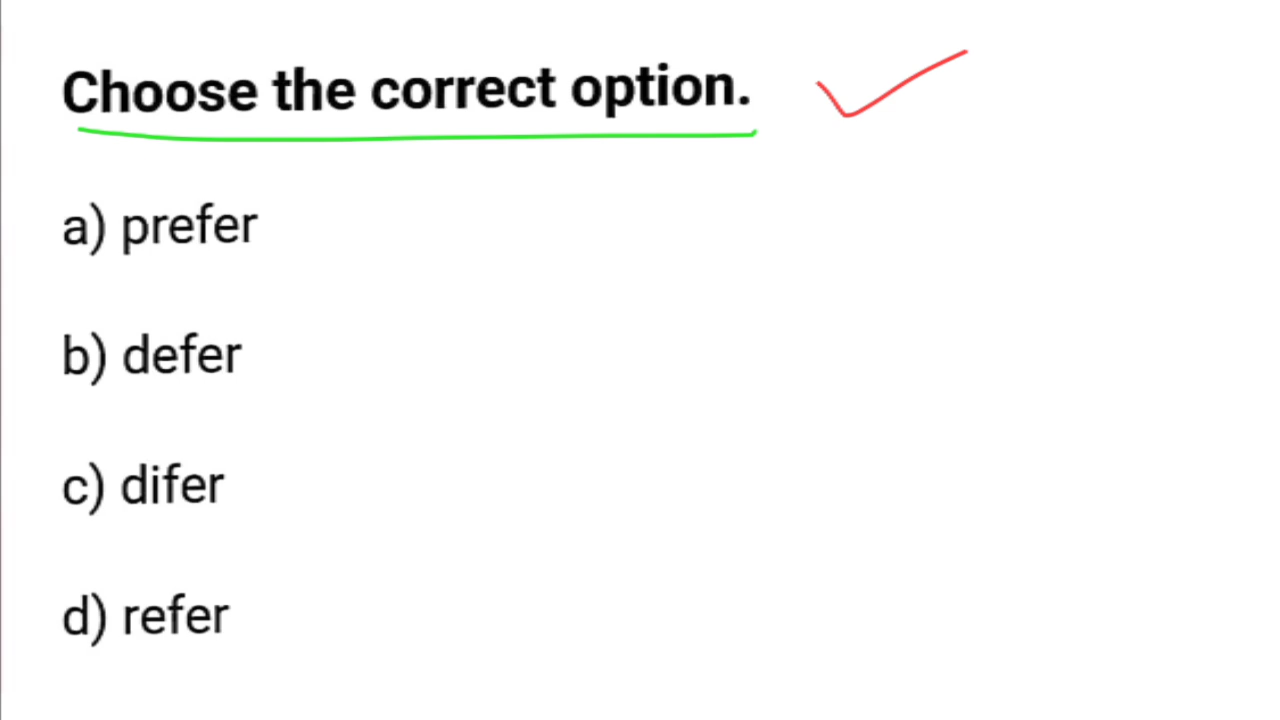 Choose the correct option.
a) prefer
b) defer
c) difer
d) refer